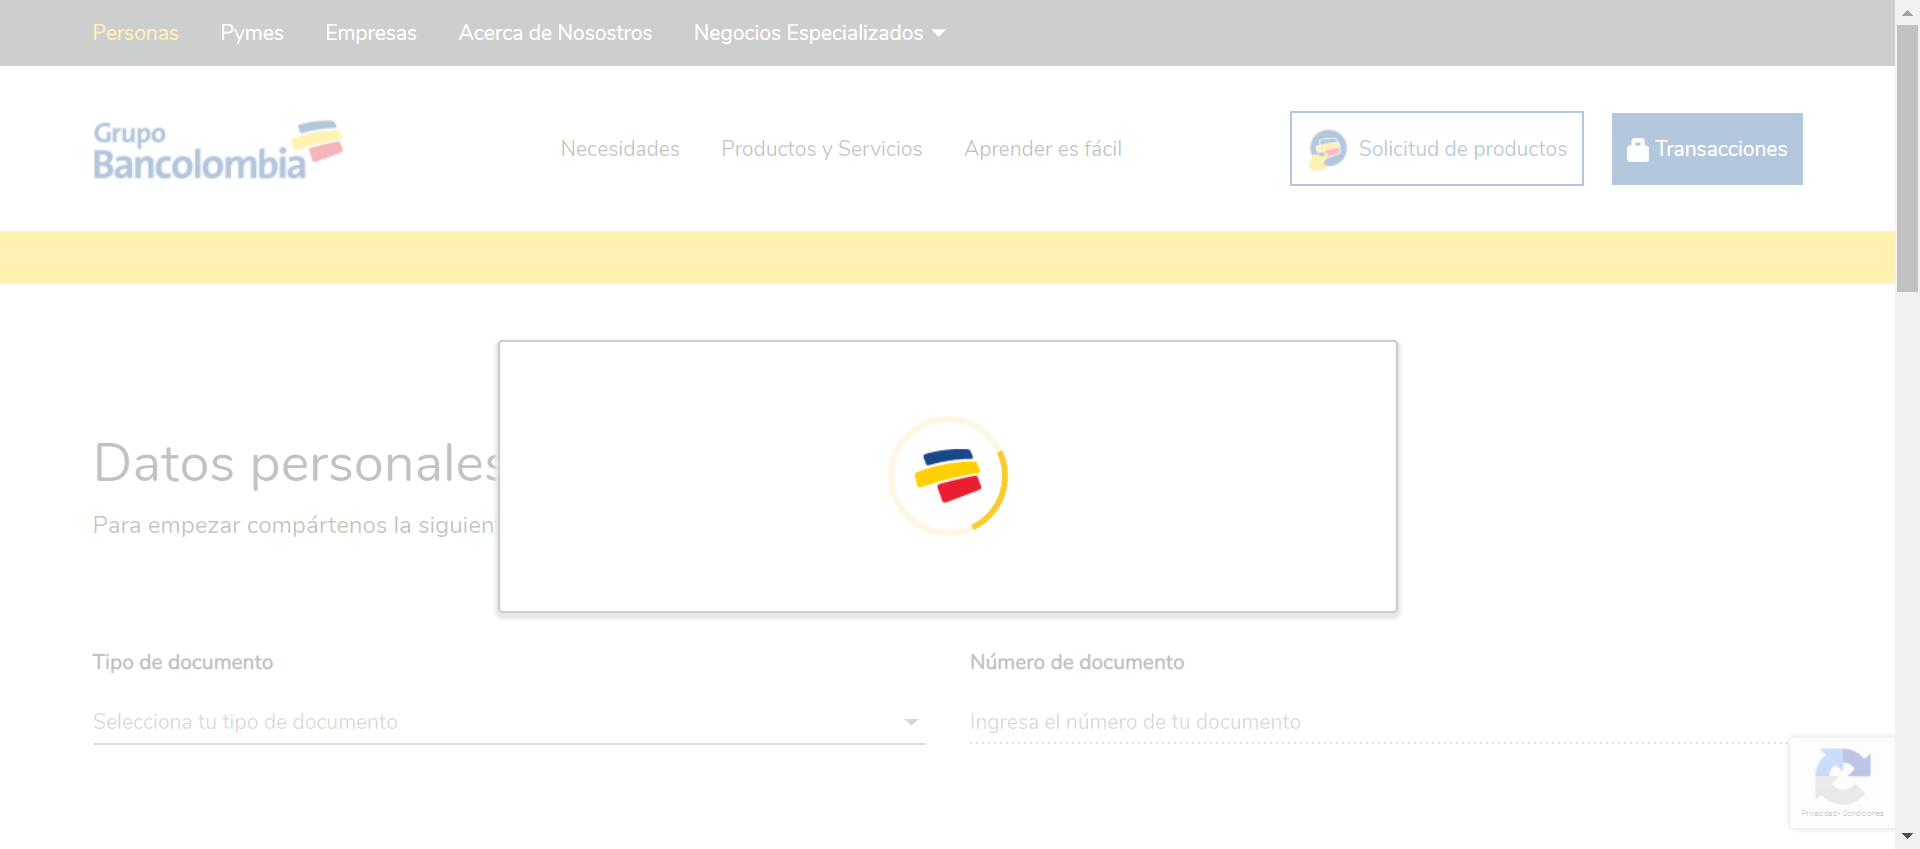 Personas Pymes Empresas Acerca de Nosostros Negocios Especializados
Grupo
Bancolombia
Necesidades Productos y Servicios Aprender es fácil
Solicitud de productos
Transacciones
Datos personales
Para empezar compártenos la siguien
Tipo de documento
Número de documento
Selecciona tu tipo de documento
Ingresa el número de tu documento
Privacidad - Condiciones